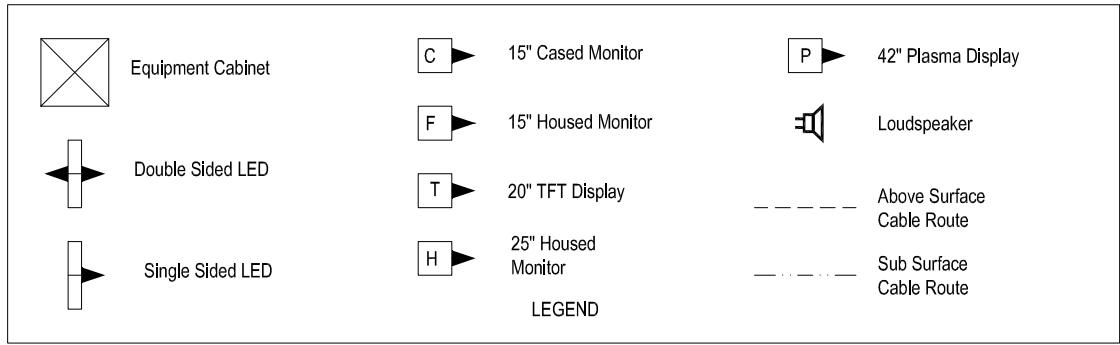 Equipment Cabinet
Double Sided LED
Single Sided LED
C
15" Cased Monitor
F
15" Housed Monitor
T
20" TFT Display
H
25" Housed
Monitor
LEGEND
P
42" Plasma Display
Loudspeaker
Above Surface
Cable Route
Sub Surface
Cable Route